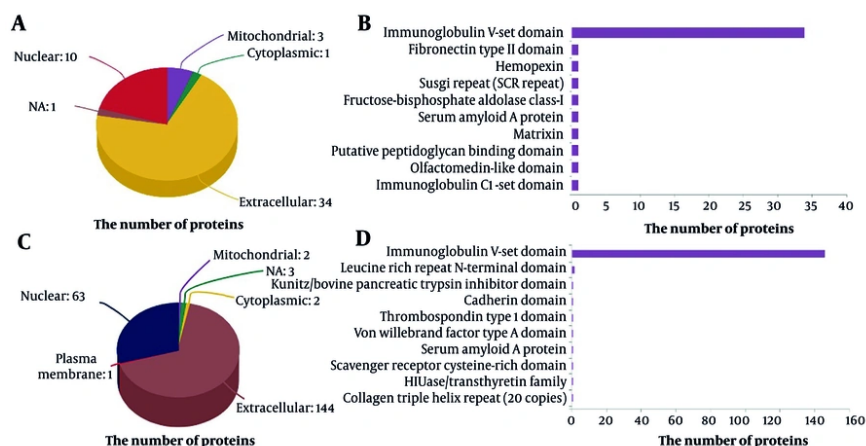 A
Mitochondrial: 3
Cytoplasmic: 1
Nuclear: 10
NA: 1
Extracellular: 34
The number of proteins
B
Immunoglobulin V-set domain
Fibronectin type II domain
Hemopexin
Susgi repeat (SCR repeat)
Fructose-bisphosphate aldolase class-I
Serum amyloid A protein
Matrixin
Putative peptidoglycan binding domain
Olfactomedin-like domain
Immunoglobulin C1-set domain
0 5 10 15 20 25 30 35 40
The number of proteins
C
Mitochondrial: 2
NA: 3
Cytoplasmic: 2
Nuclear: 63
Plasma
membrane: 1
Extracellular: 144
The number of proteins
D
Immunoglobulin V-set domain
Leucine rich repeat N-terminal domain
Kunitz/bovine pancreatic trypsin inhibitor domain
Cadherin domain
Thrombospondin type 1 domain
Von willebrand factor type A domain
Serum amyloid A protein
Scavenger receptor cysteine-rich domain
HIUase/transthyretin family
Collagen triple helix repeat (20 copies)
0 20 40 60 80 100 120 140 160
The number of proteins